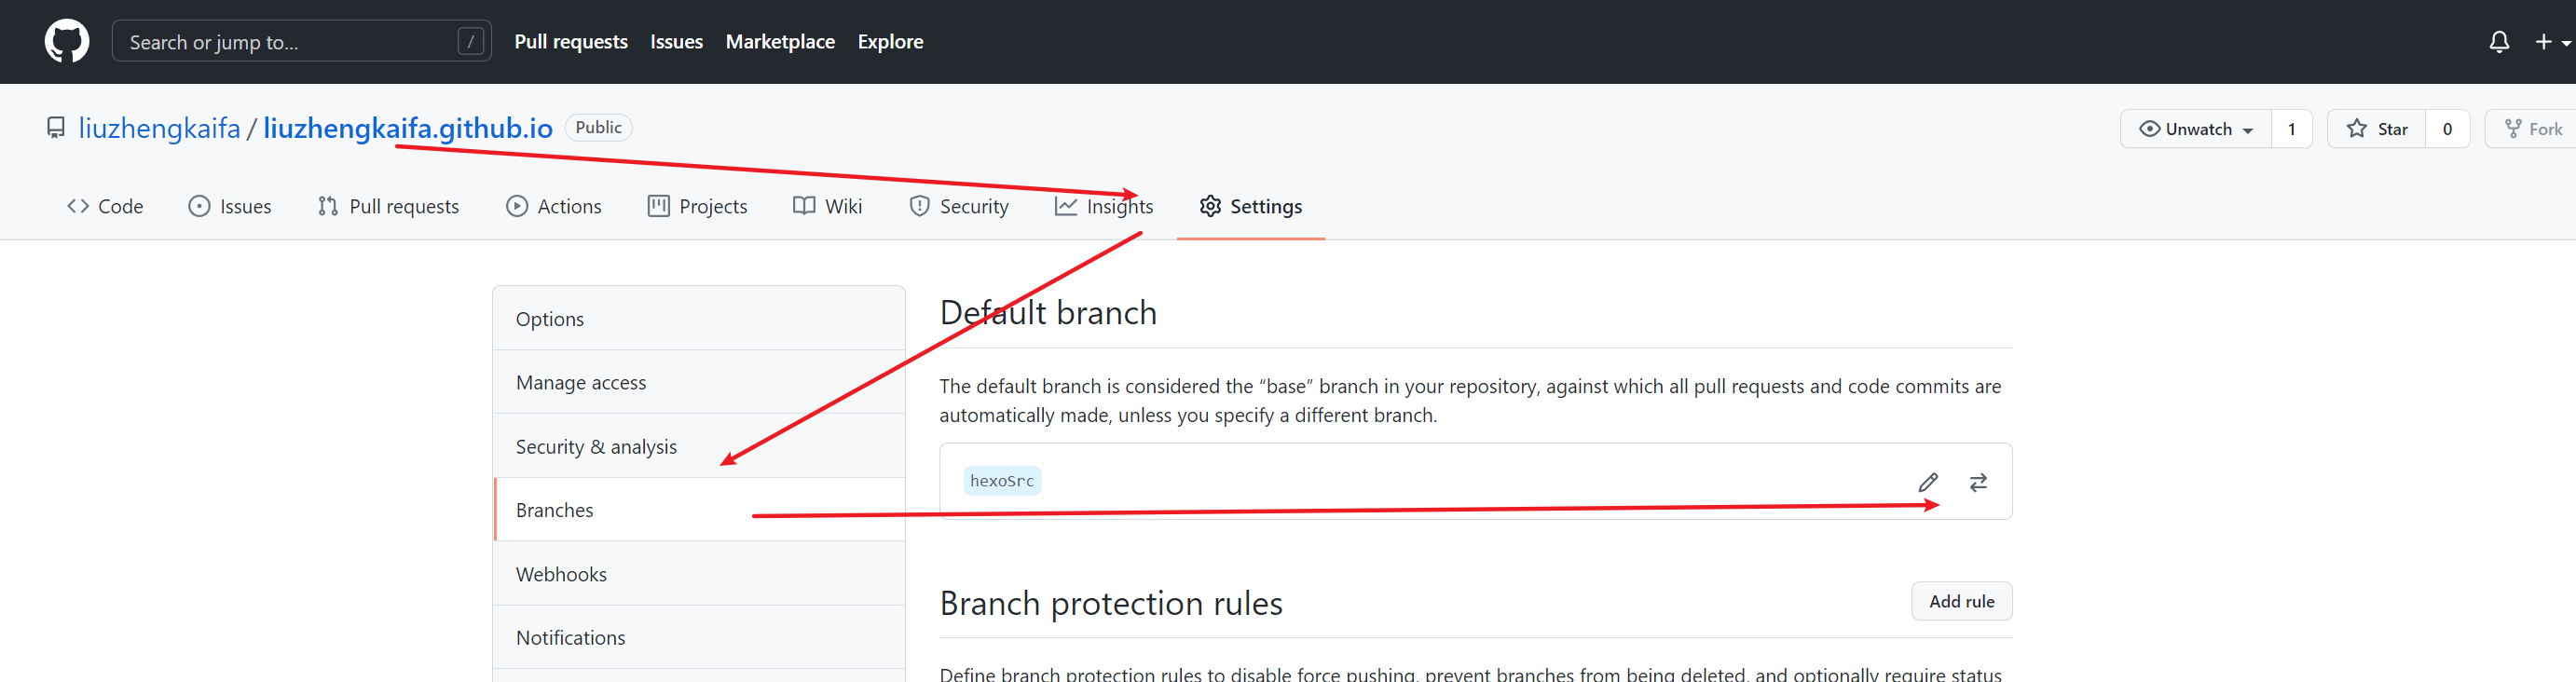 Search or jump to...
/
Pull requests Issues Marketplace Explore
liuzhengkaifa / liuzhengkaifa.github.io Public
Unwatch 1 Star 0 Fork
Code Issues Pull requests Actions Projects Wiki Security Insights Settings
Options
Manage access
Security & analysis
Branches
Webhooks
Notifications
Default branch
The default branch is considered the “base” branch in your repository, against which all pull requests and code commits are
automatically made, unless you specify a different branch.
hexoSrc
Branch protection rules
Add rule
Define branch protection rules to disable force pushing, prevent branches from being deleted, and optionally require status